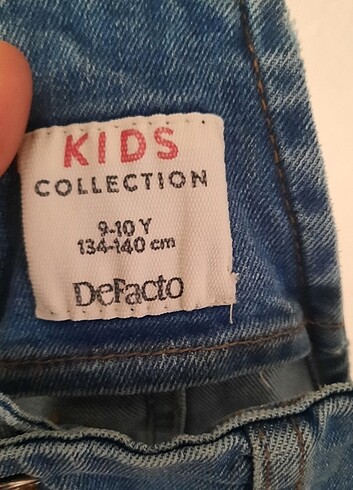 KIDS
COLLECTION
9-10 Y
134-140 cm
DeFacto